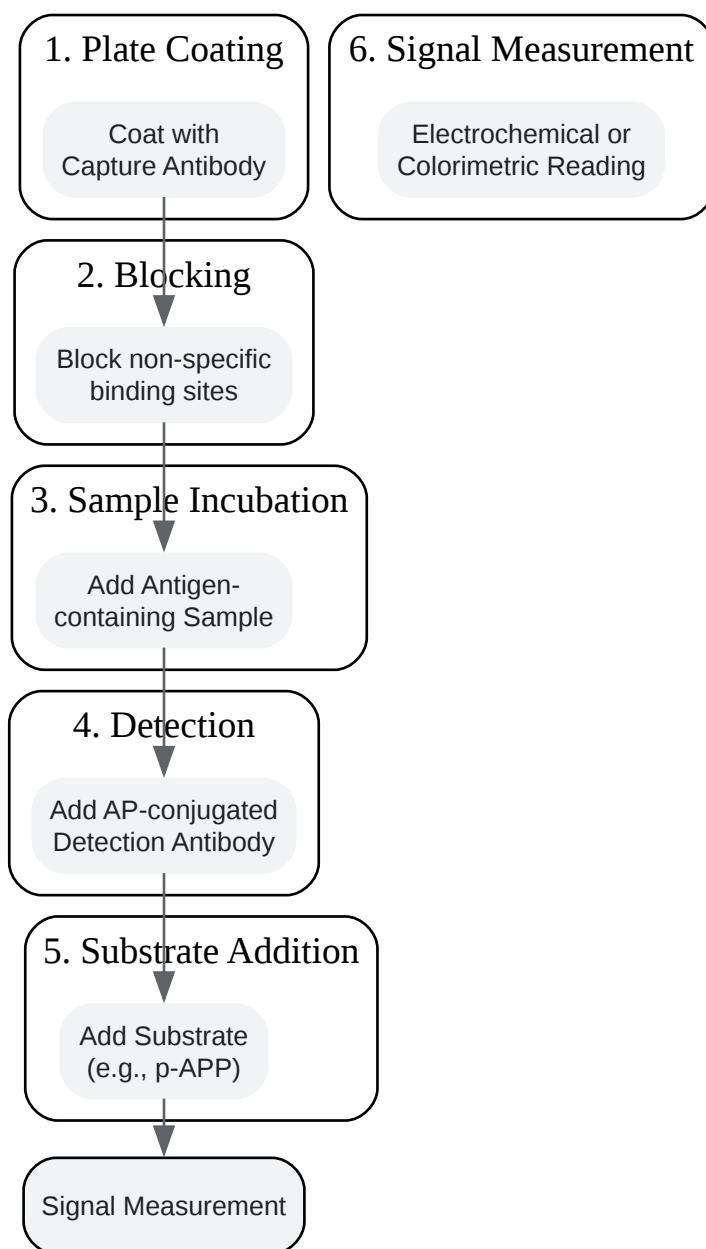 1. Plate Coating
Coat with
Capture Antibody
6. Signal Measurement
Electrochemical or
Colorimetric Reading
2. Blocking
Block non-specific
binding sites
3. Sample Incubation
Add Antigen-
containing Sample
4. Detection
Add AP-conjugated
Detection Antibody
5. Substrate Addition
Add Substrate
(e.g., p-APP)
Signal Measurement